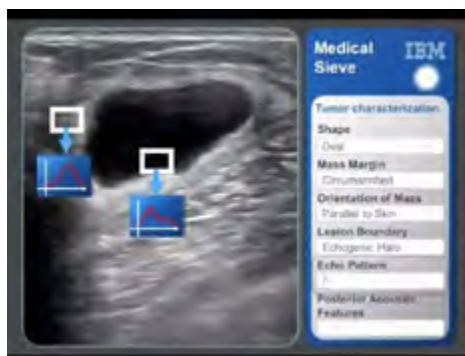 Medical
Sieve
IBM
Tumor characterization
Shape
Oval
Mass Margin
Circumscribed
Orientation of Mass
Parallel to Skin
Lesion Boundary
Echogenic Halo
Echo Pattern
?
Posterior Acoustic
Features